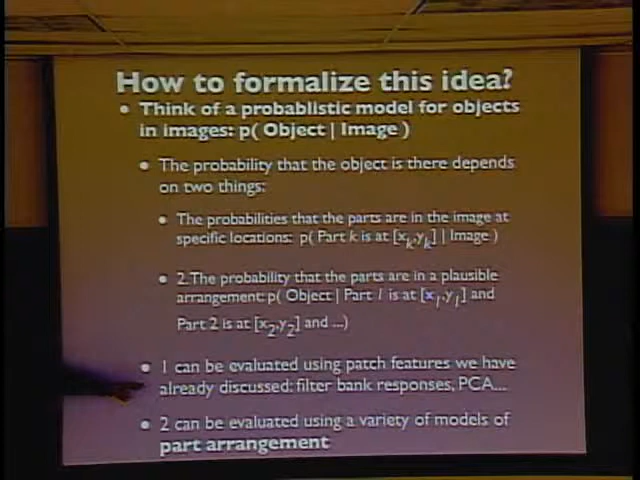 How to formalize this idea?
• Think of a probablistic model for objects
in images: p( Object | Image )
• The probability that the object is there depends
on two things:
• The probabilities that the parts are in the image at
specific locations: p( Part k is at [xk,yk] | Image )
• 2.The probability that the parts are in a plausible
arrangement: p( Object | Part 1 is at [x1,y1] and
Part 2 is at [x2,y2] and ...)
• 1 can be evaluated using patch features we have
already discussed: filter bank responses, PCA...
• 2 can be evaluated using a variety of models of
part arrangement